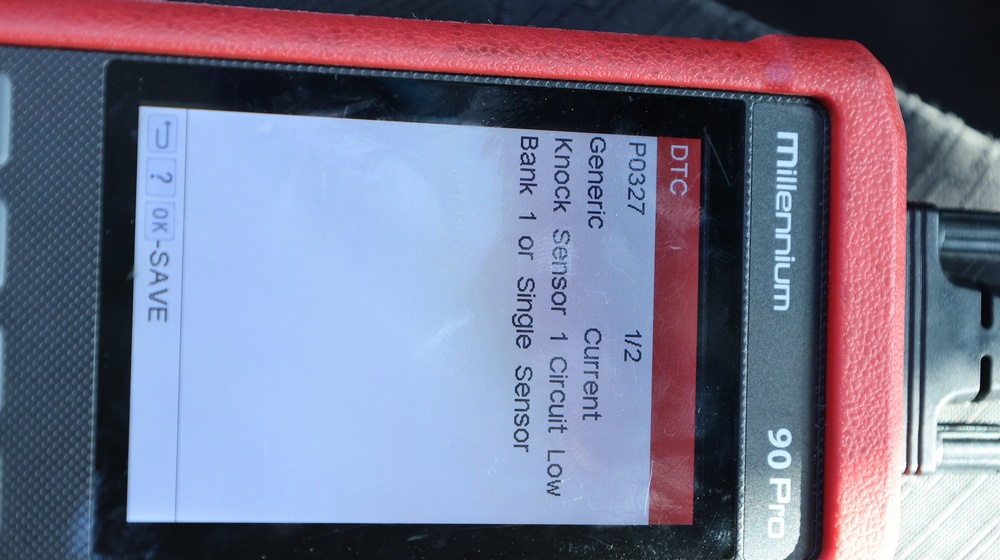 Millennium 90 Pro
DTC
P0327 1/2
Generic Current
Knock Sensor 1 Circuit Low
Bank 1 or Single Sensor
? OK-SAVE